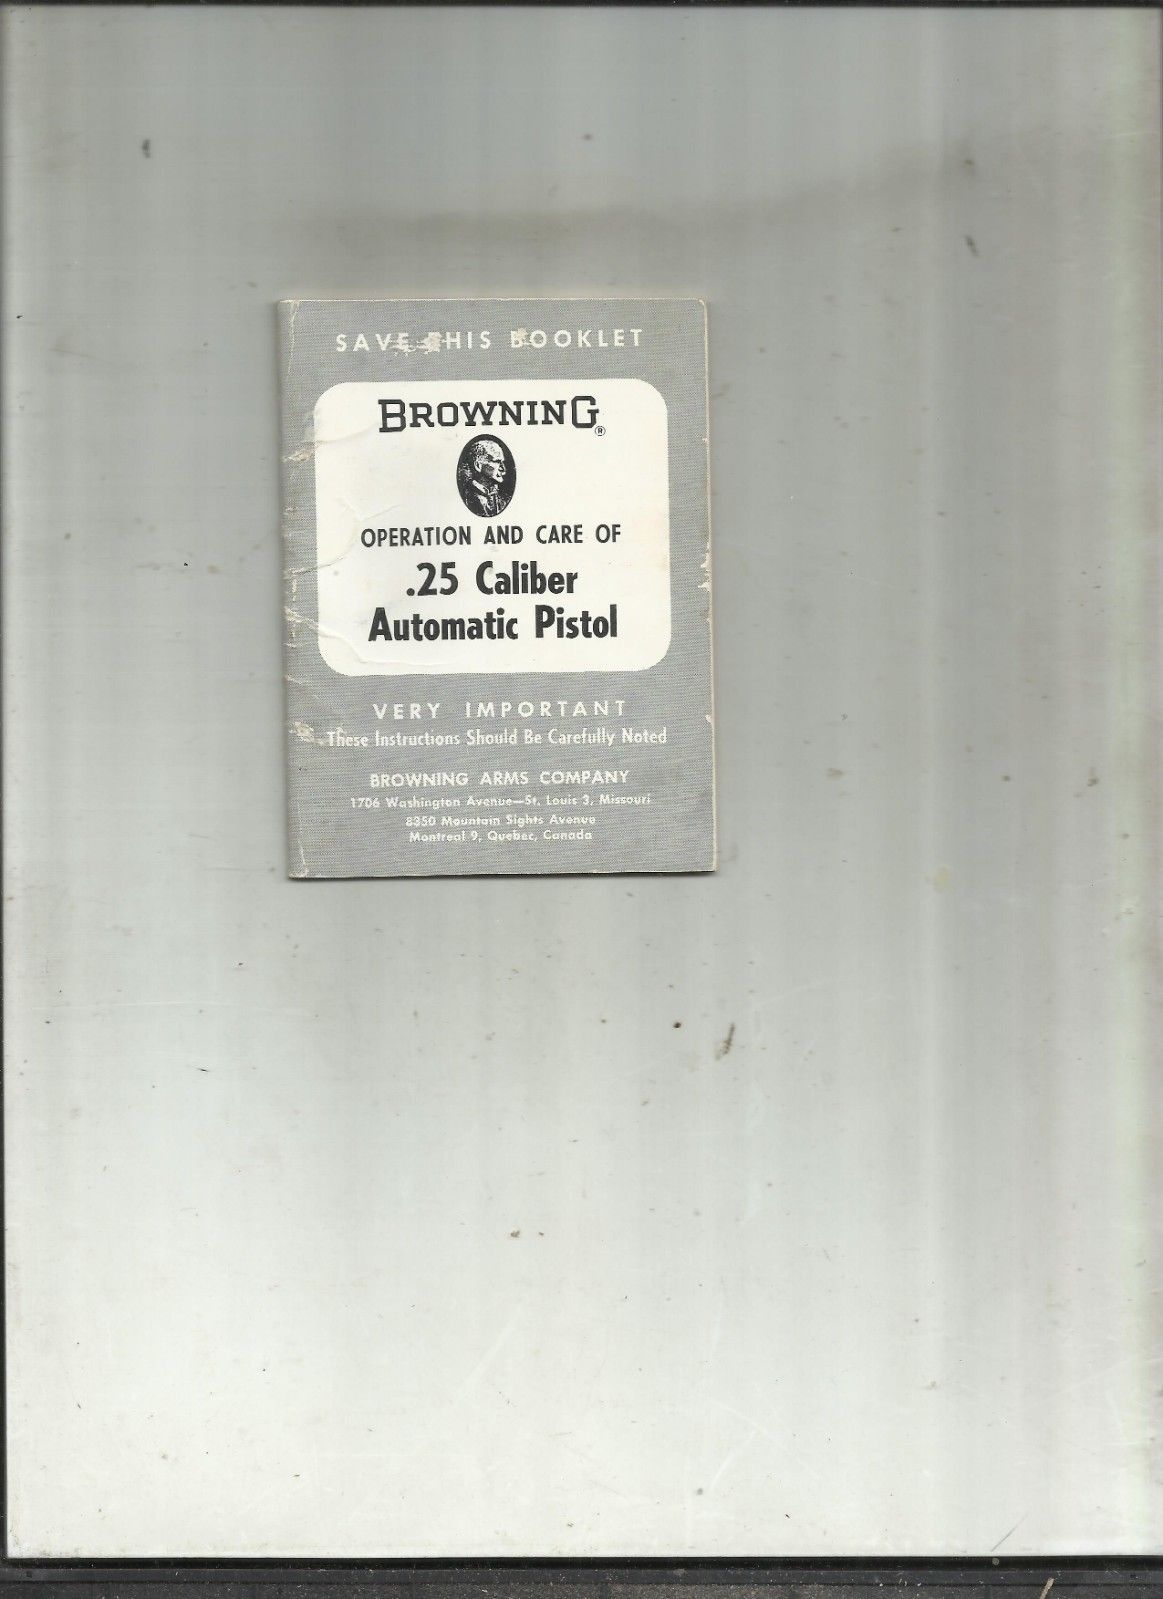 SAVE THIS BOOKLET
BROWNING®
OPERATION AND CARE OF
.25 Caliber
Automatic Pistol
VERY IMPORTANT
These Instructions Should Be Carefully Noted
BROWNING ARMS COMPANY
1706 Washington Avenue—St. Louis 3, Missouri
8350 Mountain Sights Avenue
Montreal 9, Quebec, Canada